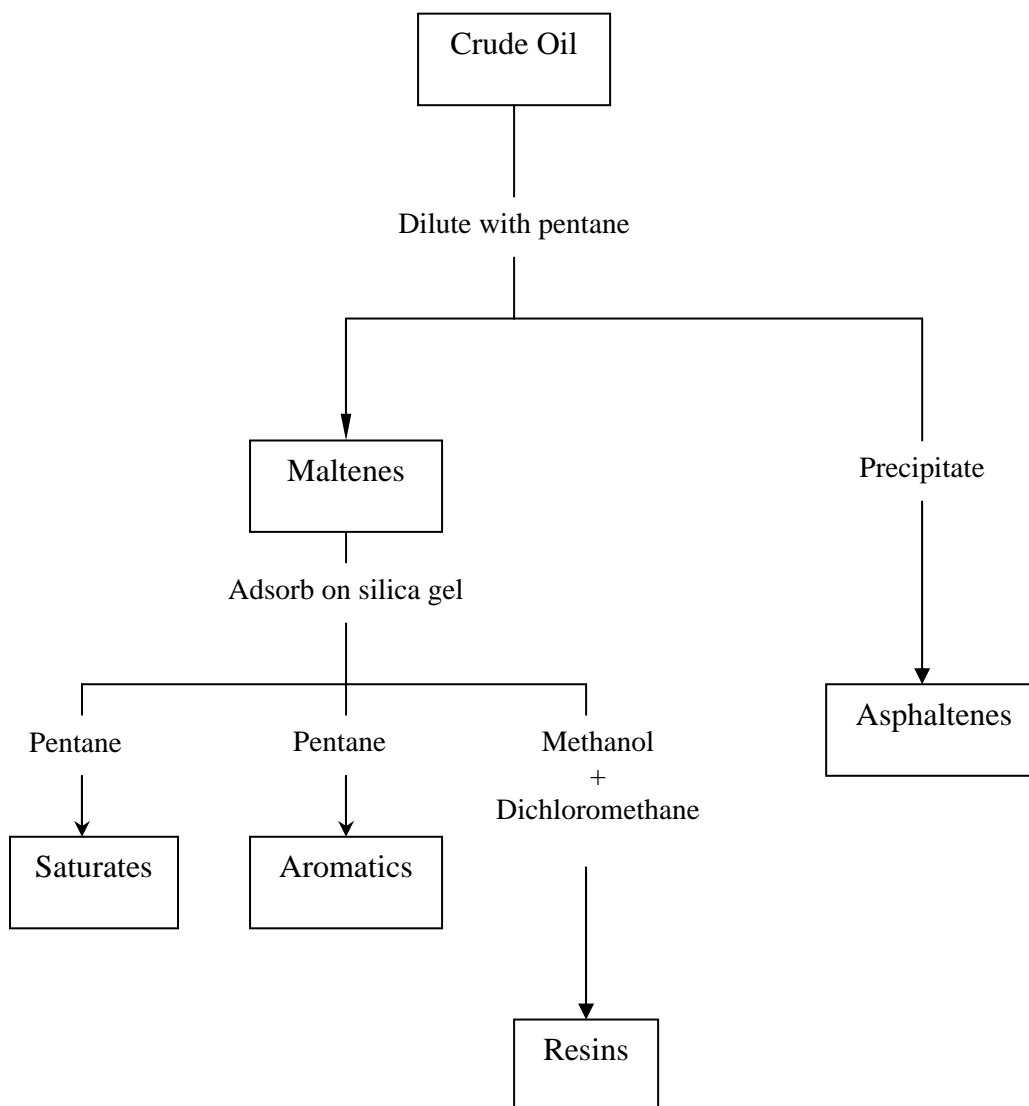 Crude Oil
Dilute with pentane
Maltenes
Precipitate
Adsorb on silica gel
Asphaltenes
Pentane
Pentane
Methanol
+
Dichloromethane
Saturates
Aromatics
Resins